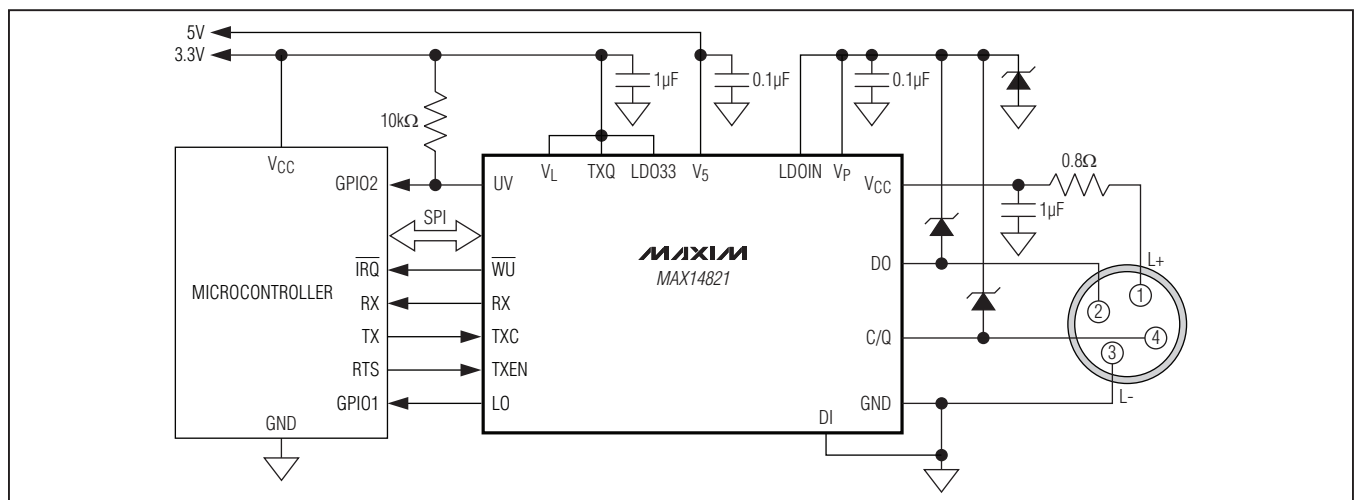 5V
3.3V
1µF
0.1µF
0.1µF
10kΩ
VCC
VL
TXQ
LDO33
V5
LDOIN
VP
VCC
0.8Ω
1µF
GPIO2
UV
SPI
MAXIM
MAX14821
DO
L+
IRQ
WU
MICROCONTROLLER
RX
RX
1
2
TX
TXC
C/Q
4
3
RTS
TXEN
GPIO1
LO
GND
L-
GND
DI